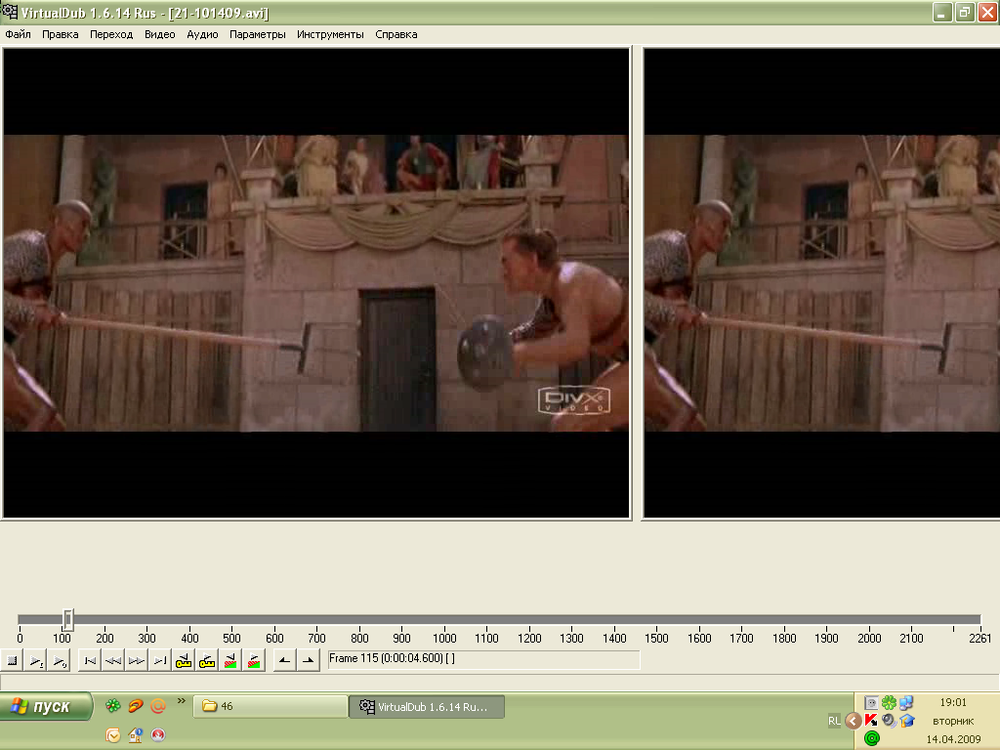 VirtualDub 1.6.14 Rus - [21-101409.avi]
Файл Правка Переход Видео Аудио Параметры Инструменты Справка
DIVX
VIDEO
0 100 200 300 400 500 600 700 800 900 1000 1100 1200 1300 1400 1500 1600 1700 1800 1900 2000 2100 2261
Frame 115 (0:00:04.600) [ ]
пуск
46
VirtualDub 1.6.14 Ru...
RL
19:01
вторник
14.04.2009